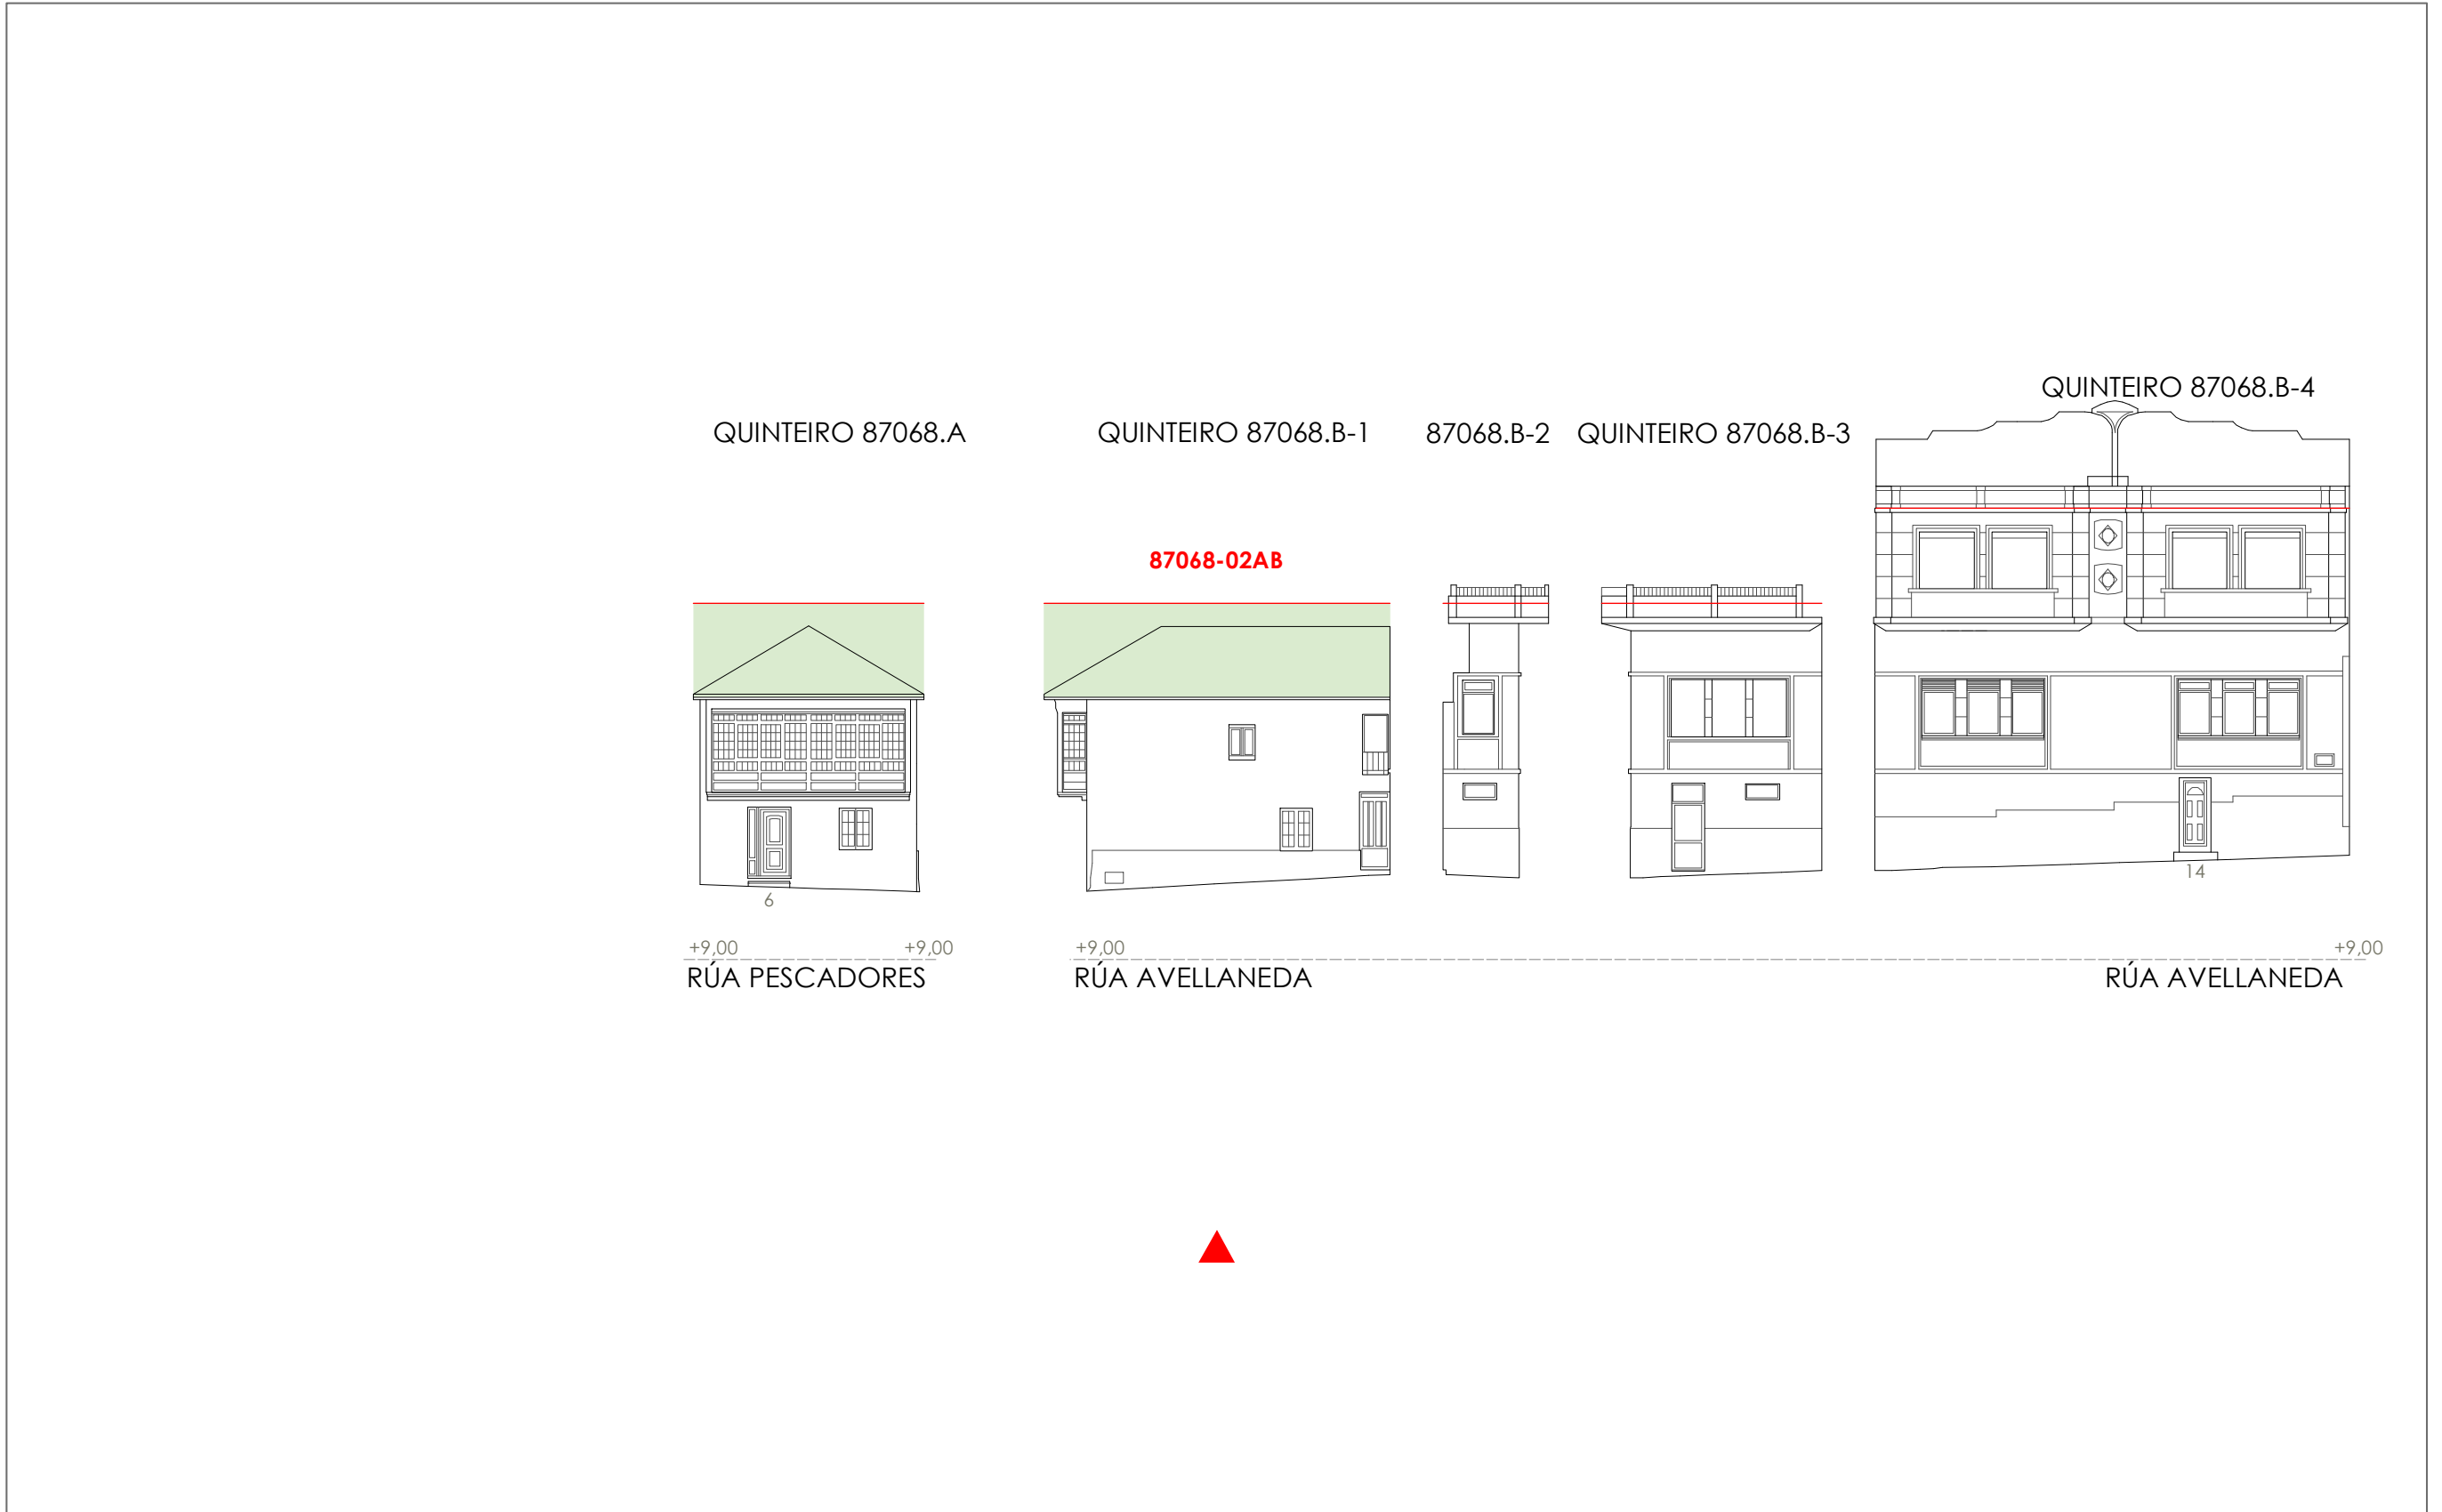 QUINTEIRO 87068.B-4
QUINTEIRO 87068.A
QUINTEIRO 87068.B-1
87068.B-2
QUINTEIRO 87068.B-3
87068-02AB
6
14
+9,00
+9,00
+9,00
+9,00
RÚA PESCADORES
RÚA AVELLANEDA
RÚA AVELLANEDA